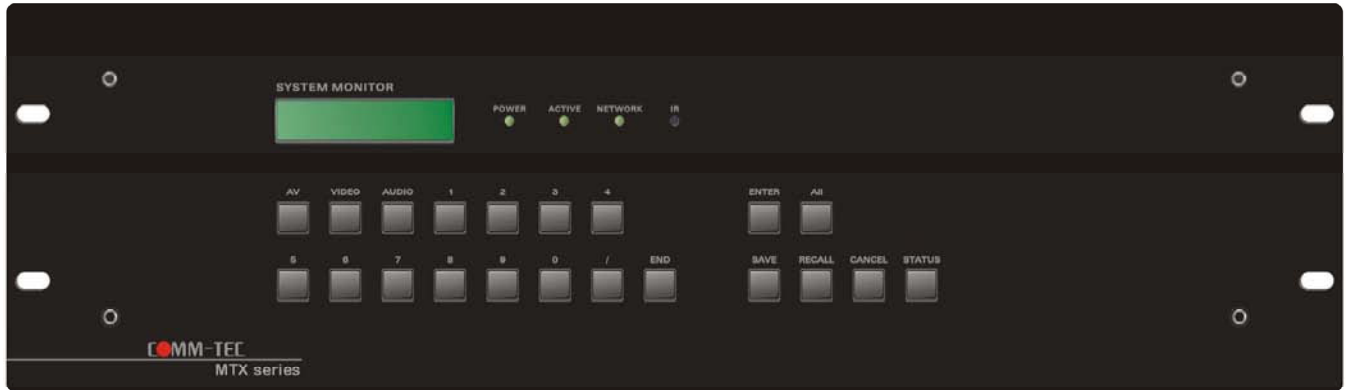 SYSTEM MONITOR
POWER ACTIVE NETWORK IR
AV VIDEO AUDIO 1 2 3 4 ENTER All
5 6 7 8 9 0 / END SAVE RECALL CANCEL STATUS
COMM-TEC
MTX series